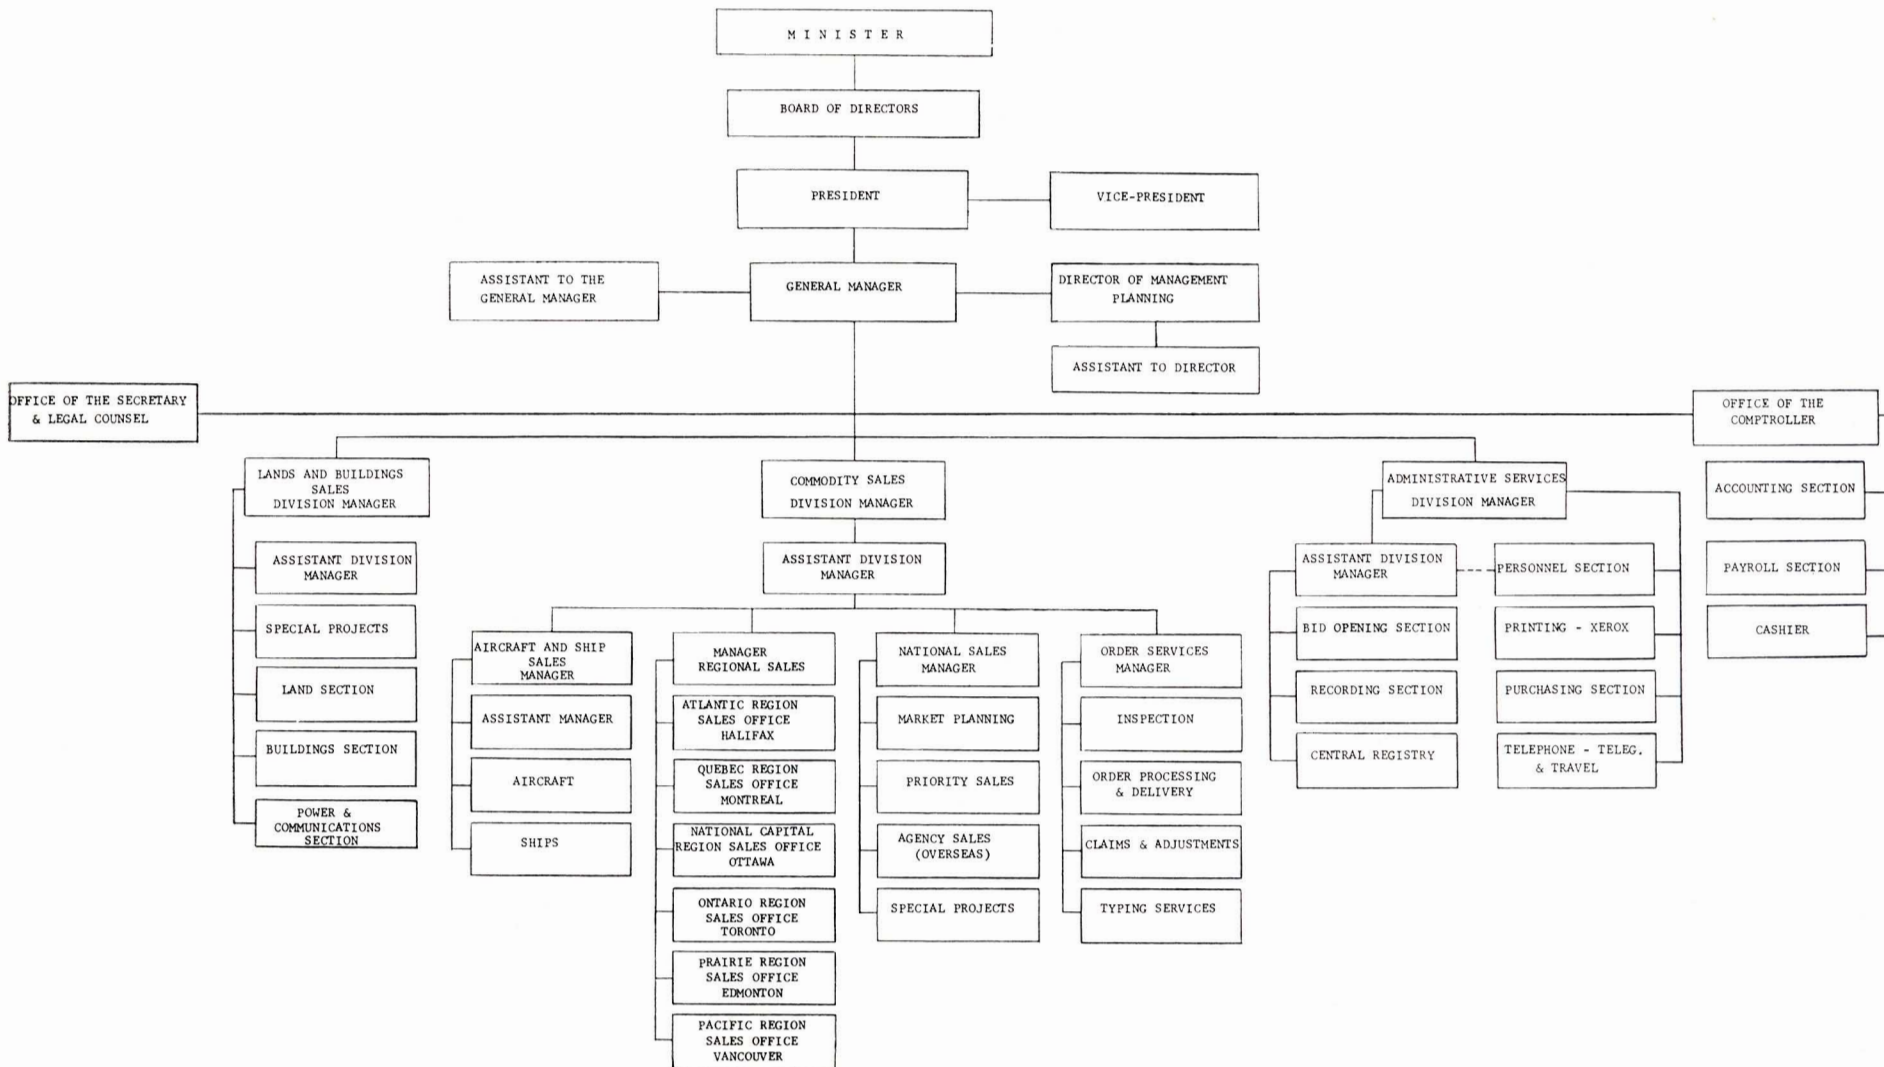 M I N I S T E R
BOARD OF DIRECTORS
PRESIDENT
VICE-PRESIDENT
ASSISTANT TO THE
GENERAL MANAGER
GENERAL MANAGER
DIRECTOR OF MANAGEMENT
PLANNING
ASSISTANT TO DIRECTOR
OFFICE OF THE SECRETARY
& LEGAL COUNSEL
OFFICE OF THE
COMPTROLLER
LANDS AND BUILDINGS
SALES
DIVISION MANAGER
COMMODITY SALES
DIVISION MANAGER
ADMINISTRATIVE SERVICES
DIVISION MANAGER
ACCOUNTING SECTION
PAYROLL SECTION
CASHIER
ASSISTANT DIVISION
MANAGER
SPECIAL PROJECTS
LAND SECTION
BUILDINGS SECTION
POWER &
COMMUNICATIONS
SECTION
ASSISTANT DIVISION
MANAGER
AIRCRAFT AND SHIP
SALES
MANAGER
ASSISTANT MANAGER
AIRCRAFT
SHIPS
MANAGER
REGIONAL SALES
ATLANTIC REGION
SALES OFFICE
HALIFAX
QUEBEC REGION
SALES OFFICE
MONTREAL
NATIONAL CAPITAL
REGION SALES OFFICE
OTTAWA
ONTARIO REGION
SALES OFFICE
TORONTO
PRAIRIE REGION
SALES OFFICE
EDMONTON
PACIFIC REGION
SALES OFFICE
VANCOUVER
NATIONAL SALES
MANAGER
MARKET PLANNING
PRIORITY SALES
AGENCY SALES
(OVERSEAS)
SPECIAL PROJECTS
ORDER SERVICES
MANAGER
INSPECTION
ORDER PROCESSING
& DELIVERY
CLAIMS & ADJUSTMENTS
TYPING SERVICES
ASSISTANT DIVISION
MANAGER
BID OPENING SECTION
RECORDING SECTION
CENTRAL REGISTRY
PERSONNEL SECTION
PRINTING - XEROX
PURCHASING SECTION
TELEPHONE - TELEG.
& TRAVEL